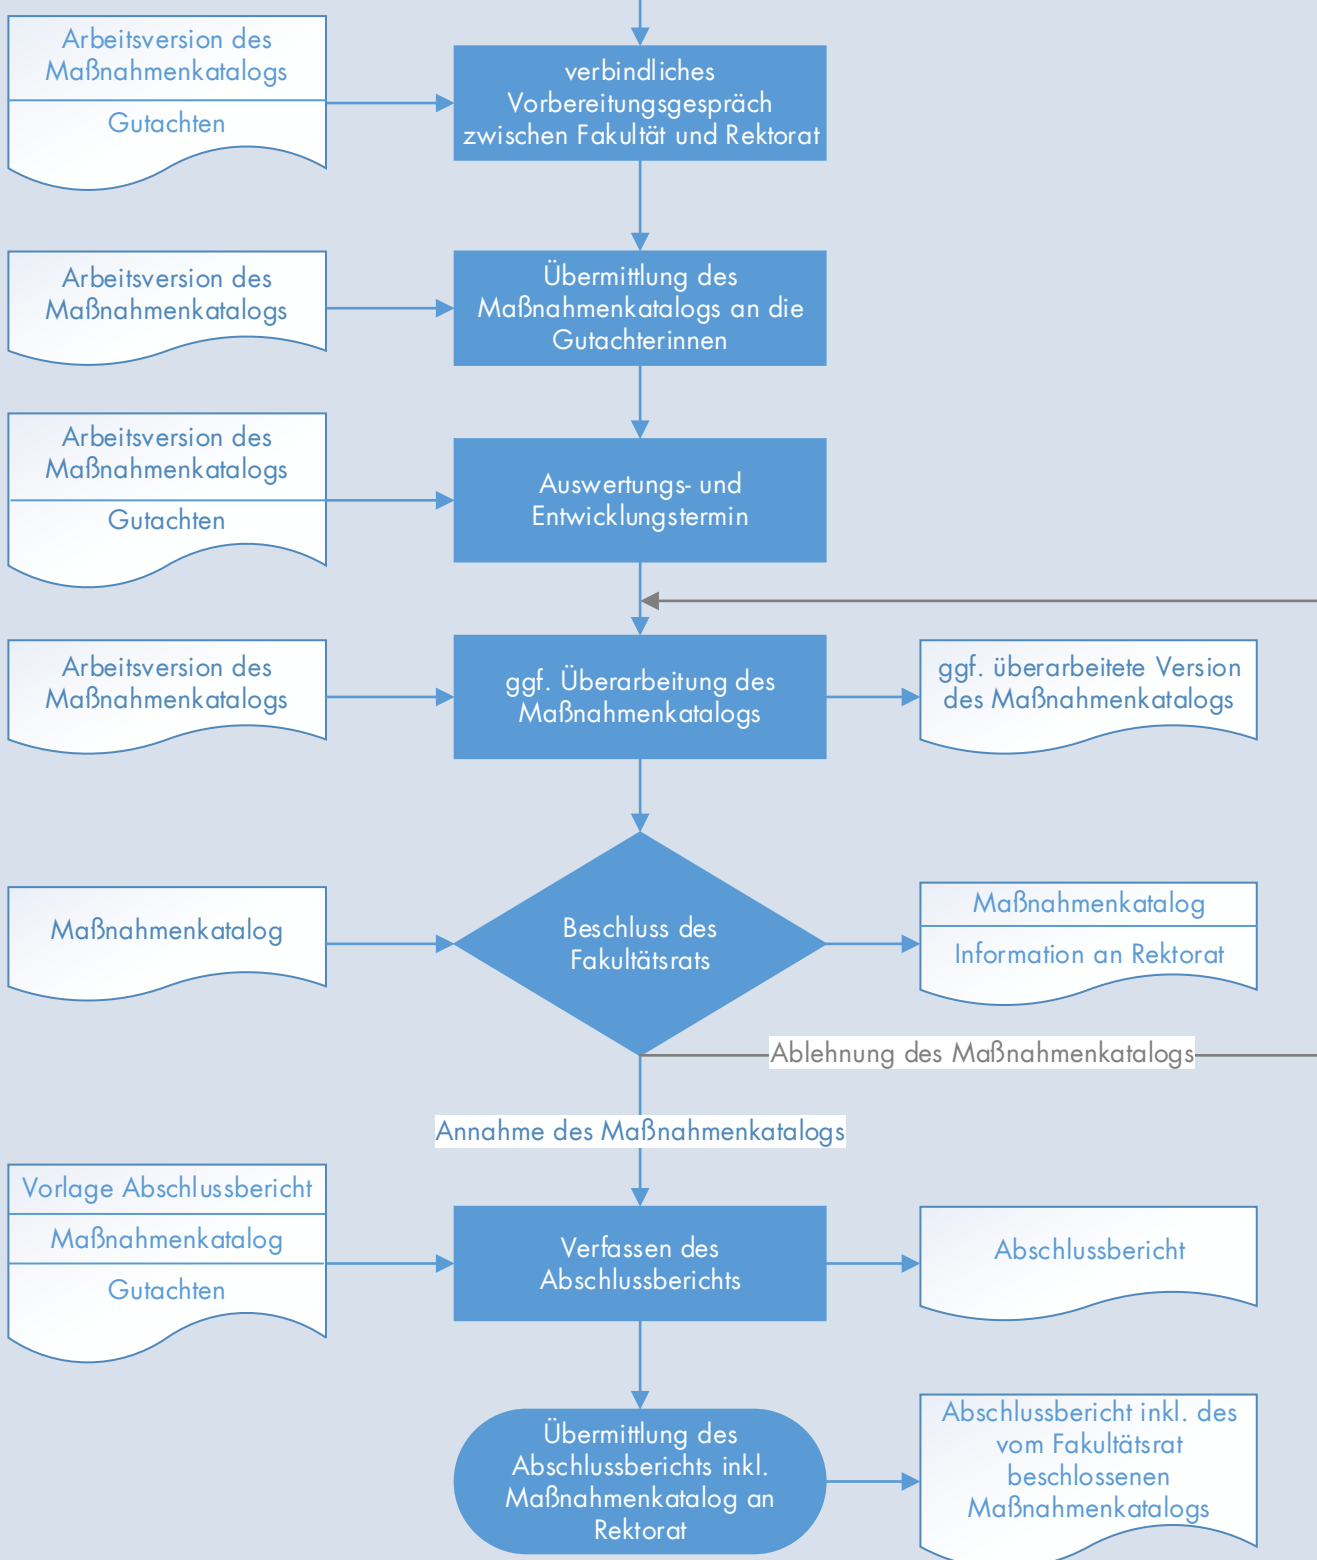 Arbeitsversion des
Maßnahmenkatalogs
Gutachten
verbindliches
Vorbereitungsgespräch
zwischen Fakultät und Rektorat
Arbeitsversion des
Maßnahmenkatalogs
Übermittlung des
Maßnahmenkatalogs an die
Gutachterinnen
Arbeitsversion des
Maßnahmenkatalogs
Gutachten
Auswertungs- und
Entwicklungstermin
Arbeitsversion des
Maßnahmenkatalogs
ggf. Überarbeitung des
Maßnahmenkatalogs
ggf. überarbeitete Version
des Maßnahmenkatalogs
Maßnahmenkatalog
Beschluss des
Fakultätsrats
Maßnahmenkatalog
Information an Rektorat
Ablehnung des Maßnahmenkatalogs
Annahme des Maßnahmenkatalogs
Vorlage Abschlussbericht
Maßnahmenkatalog
Gutachten
Verfassen des
Abschlussberichts
Abschlussbericht
Übermittlung des
Abschlussberichts inkl.
Maßnahmenkatalog an
Rektorat
Abschlussbericht inkl. des
vom Fakultätsrat
beschlossenen
Maßnahmenkatalogs